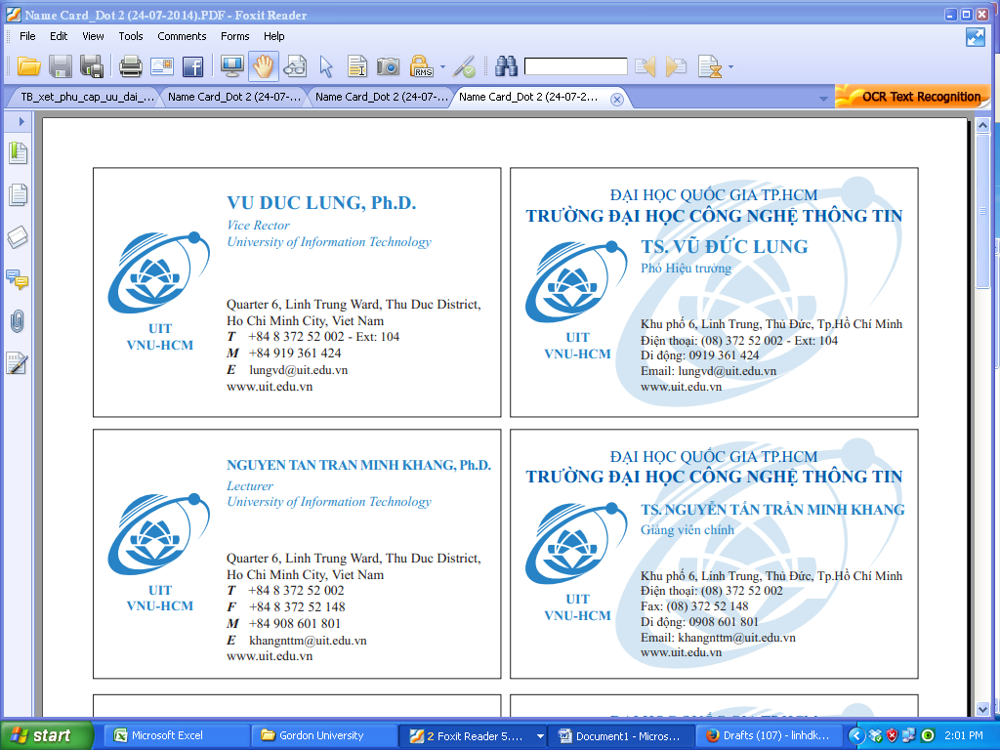 Name Card_Dot 2 (24-07-2014).PDF - Foxit Reader
File Edit View Tools Comments Forms Help
RMS
TB_xet_phu_cap_uu_dai_... Name Card_Dot 2 (24-07-... Name Card_Dot 2 (24-07-... Name Card_Dot 2 (24-07-2... OCR Text Recognition
VU DUC LUNG, Ph.D.
Vice Rector
University of Information Technology
UIT
VNU-HCM
Quarter 6, Linh Trung Ward, Thu Duc District,
Ho Chi Minh City, Viet Nam
T +84 8 372 52 002 - Ext: 104
M +84 919 361 424
E lungvd@uit.edu.vn
www.uit.edu.vn
ĐẠI HỌC QUỐC GIA TP.HCM
TRƯỜNG ĐẠI HỌC CÔNG NGHỆ THÔNG TIN
TS. VŨ ĐỨC LUNG
Phó Hiệu trưởng
UIT
VNU-HCM
Khu phố 6, Linh Trung, Thủ Đức, Tp.Hồ Chí Minh
Điện thoại: (08) 372 52 002 - Ext: 104
Di động: 0919 361 424
Email: lungvd@uit.edu.vn
www.uit.edu.vn
NGUYEN TAN TRAN MINH KHANG, Ph.D.
Lecturer
University of Information Technology
UIT
VNU-HCM
Quarter 6, Linh Trung Ward, Thu Duc District,
Ho Chi Minh City, Viet Nam
T +84 8 372 52 002
F +84 8 372 52 148
M +84 908 601 801
E khangnttm@uit.edu.vn
www.uit.edu.vn
ĐẠI HỌC QUỐC GIA TP.HCM
TRƯỜNG ĐẠI HỌC CÔNG NGHỆ THÔNG TIN
TS. NGUYỄN TẤN TRẦN MINH KHANG
Giảng viên chính
UIT
VNU-HCM
Khu phố 6, Linh Trung, Thủ Đức, Tp.Hồ Chí Minh
Điện thoại: (08) 372 52 002
Fax: (08) 372 52 148
Di động: 0908 601 801
Email: khangnttm@uit.edu.vn
www.uit.edu.vn
start Microsoft Excel Gordon University 2 Foxit Reader 5.... Document1 - Micros... Drafts (107) - linhdk... 2:01 PM